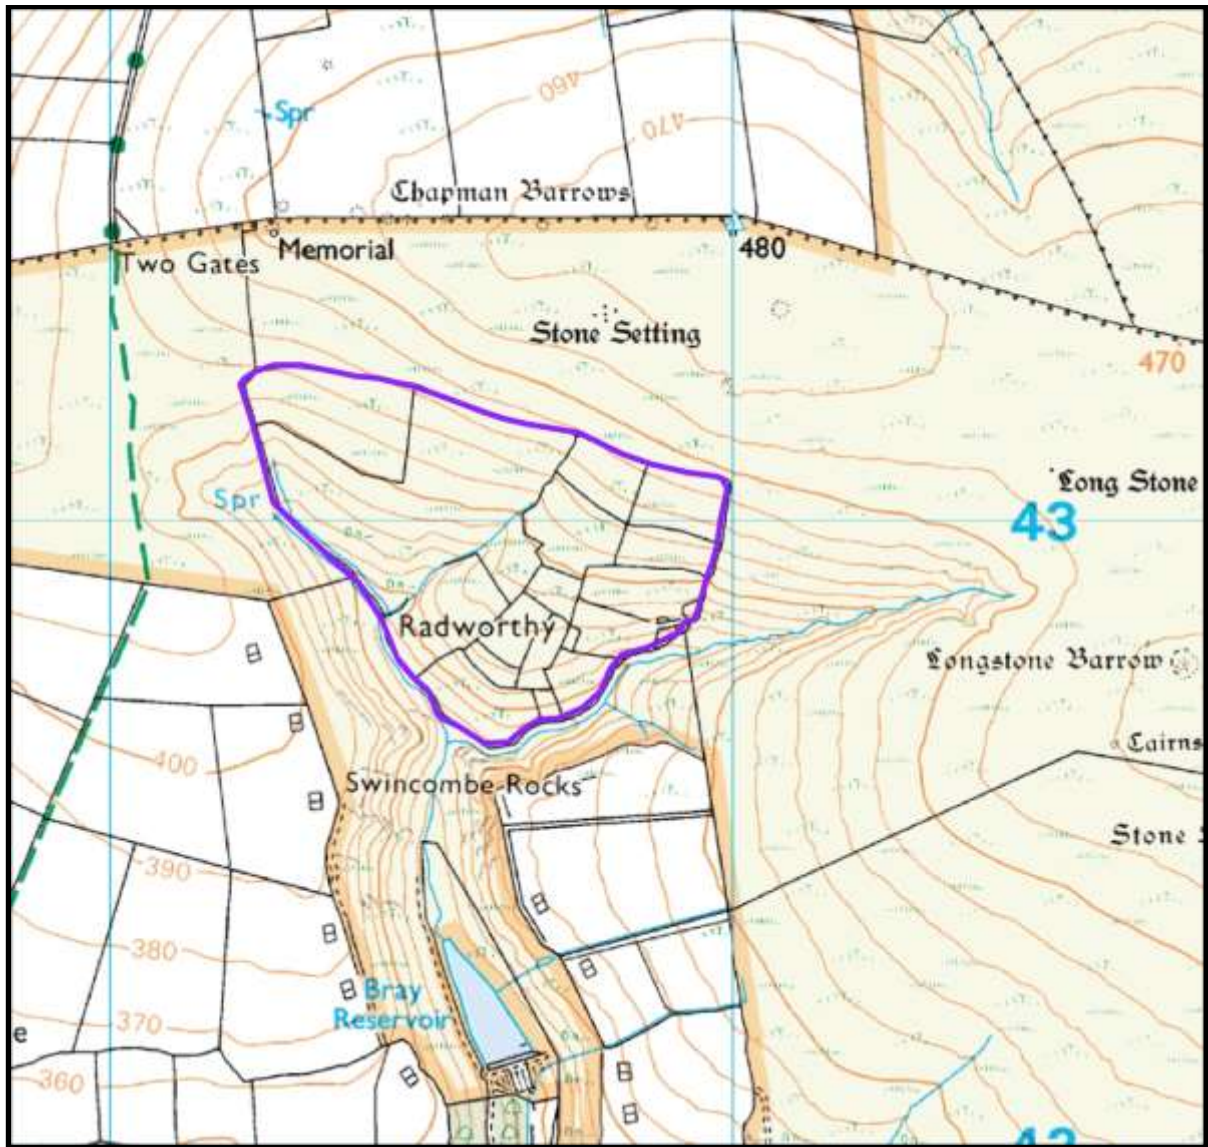 460
Spr
470
Chapman Barrows
Memorial
480
Two Gates
Stone Setting
470
Long Stone
Spr
43
Radworthy
Longstone Barrow
Cairns
400
Swincombe Rocks
Stone
390
380
Bray
Reservoir
370
e
360